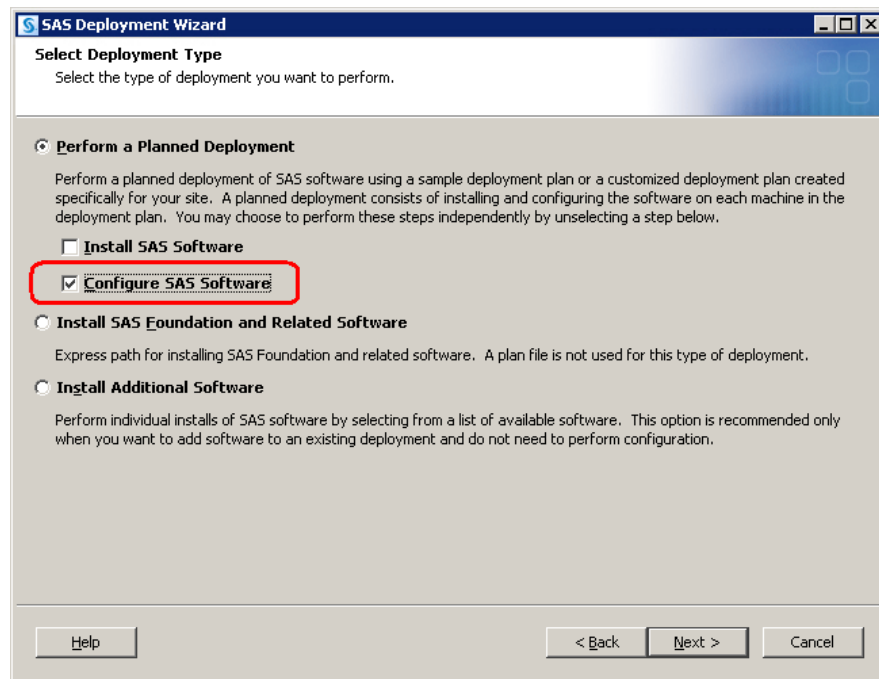 SAS Deployment Wizard
Select Deployment Type
Select the type of deployment you want to perform.
Perform a Planned Deployment
Perform a planned deployment of SAS software using a sample deployment plan or a customized deployment plan created
specifically for your site. A planned deployment consists of installing and configuring the software on each machine in the
deployment plan. You may choose to perform these steps independently by unselecting a step below.
Install SAS Software
Configure SAS Software
Install SAS Foundation and Related Software
Express path for installing SAS Foundation and related software. A plan file is not used for this type of deployment.
Install Additional Software
Perform individual installs of SAS software by selecting from a list of available software. This option is recommended only
when you want to add software to an existing deployment and do not need to perform configuration.
Help
< Back
Next >
Cancel